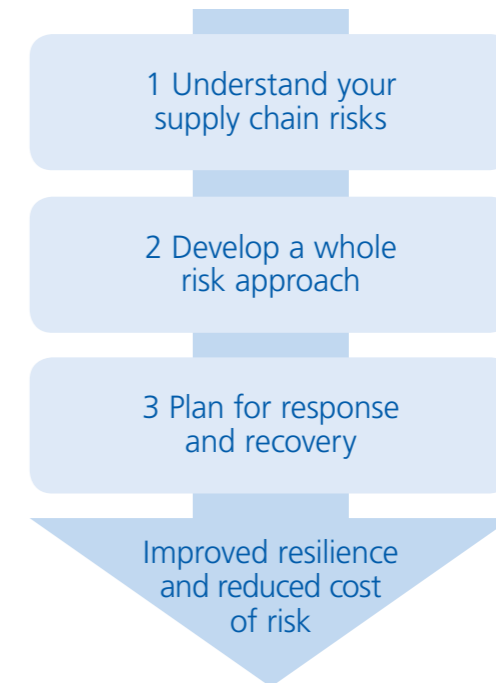 1 Understand your
supply chain risks
2 Develop a whole
risk approach
3 Plan for response
and recovery
Improved resilience
and reduced cost
of risk